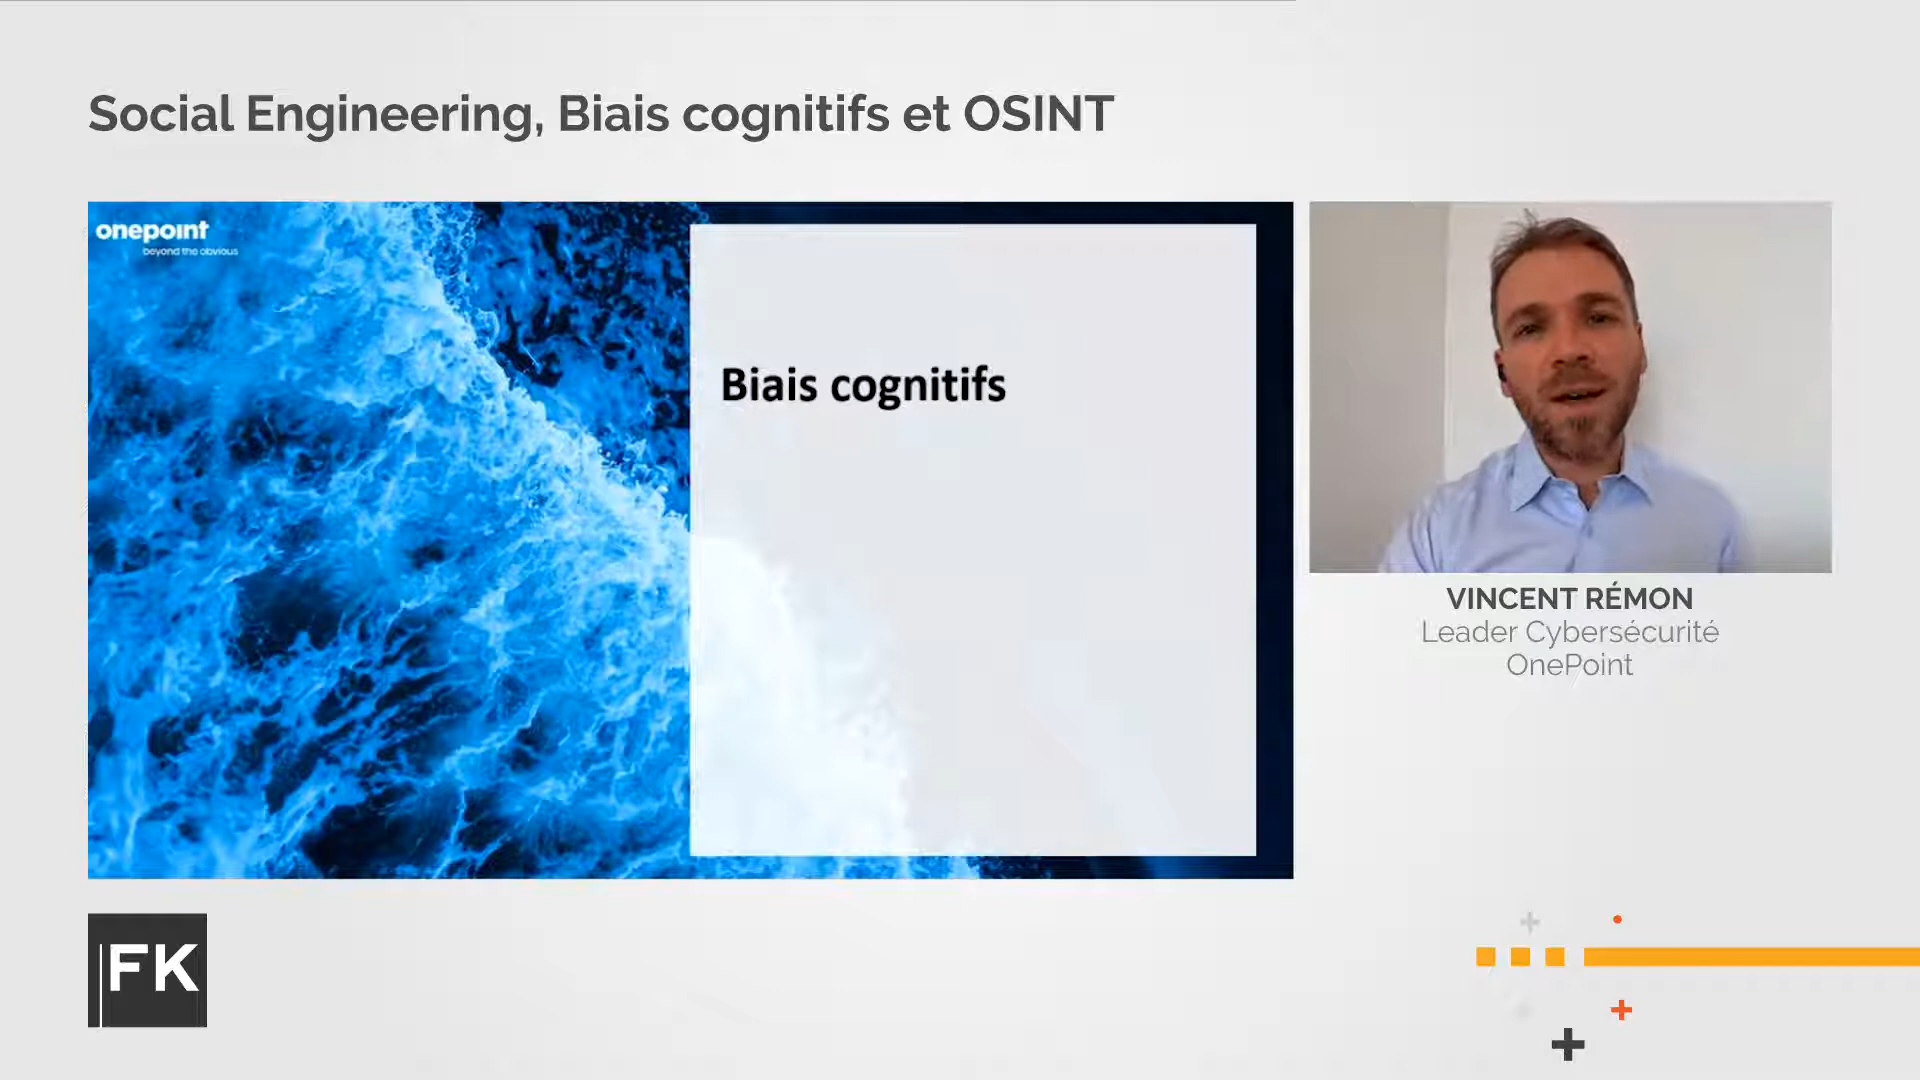 Social Engineering, Biais cognitifs et OSINT
onepoint
beyond the obvious
Biais cognitifs
VINCENT RÉMON
Leader Cybersécurité
OnePoint
FK